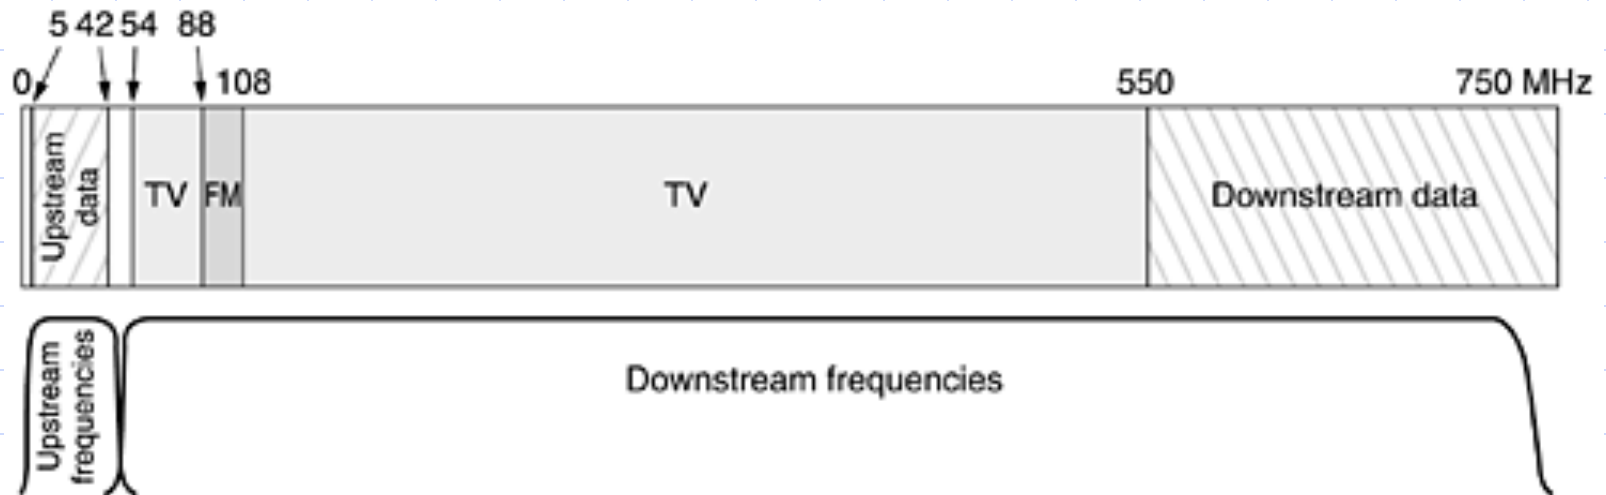 5 42 54 88
0 108 550 750 MHz
Upstream
data
TV
FM
TV
Downstream data
Upstream
frequencies
Downstream frequencies